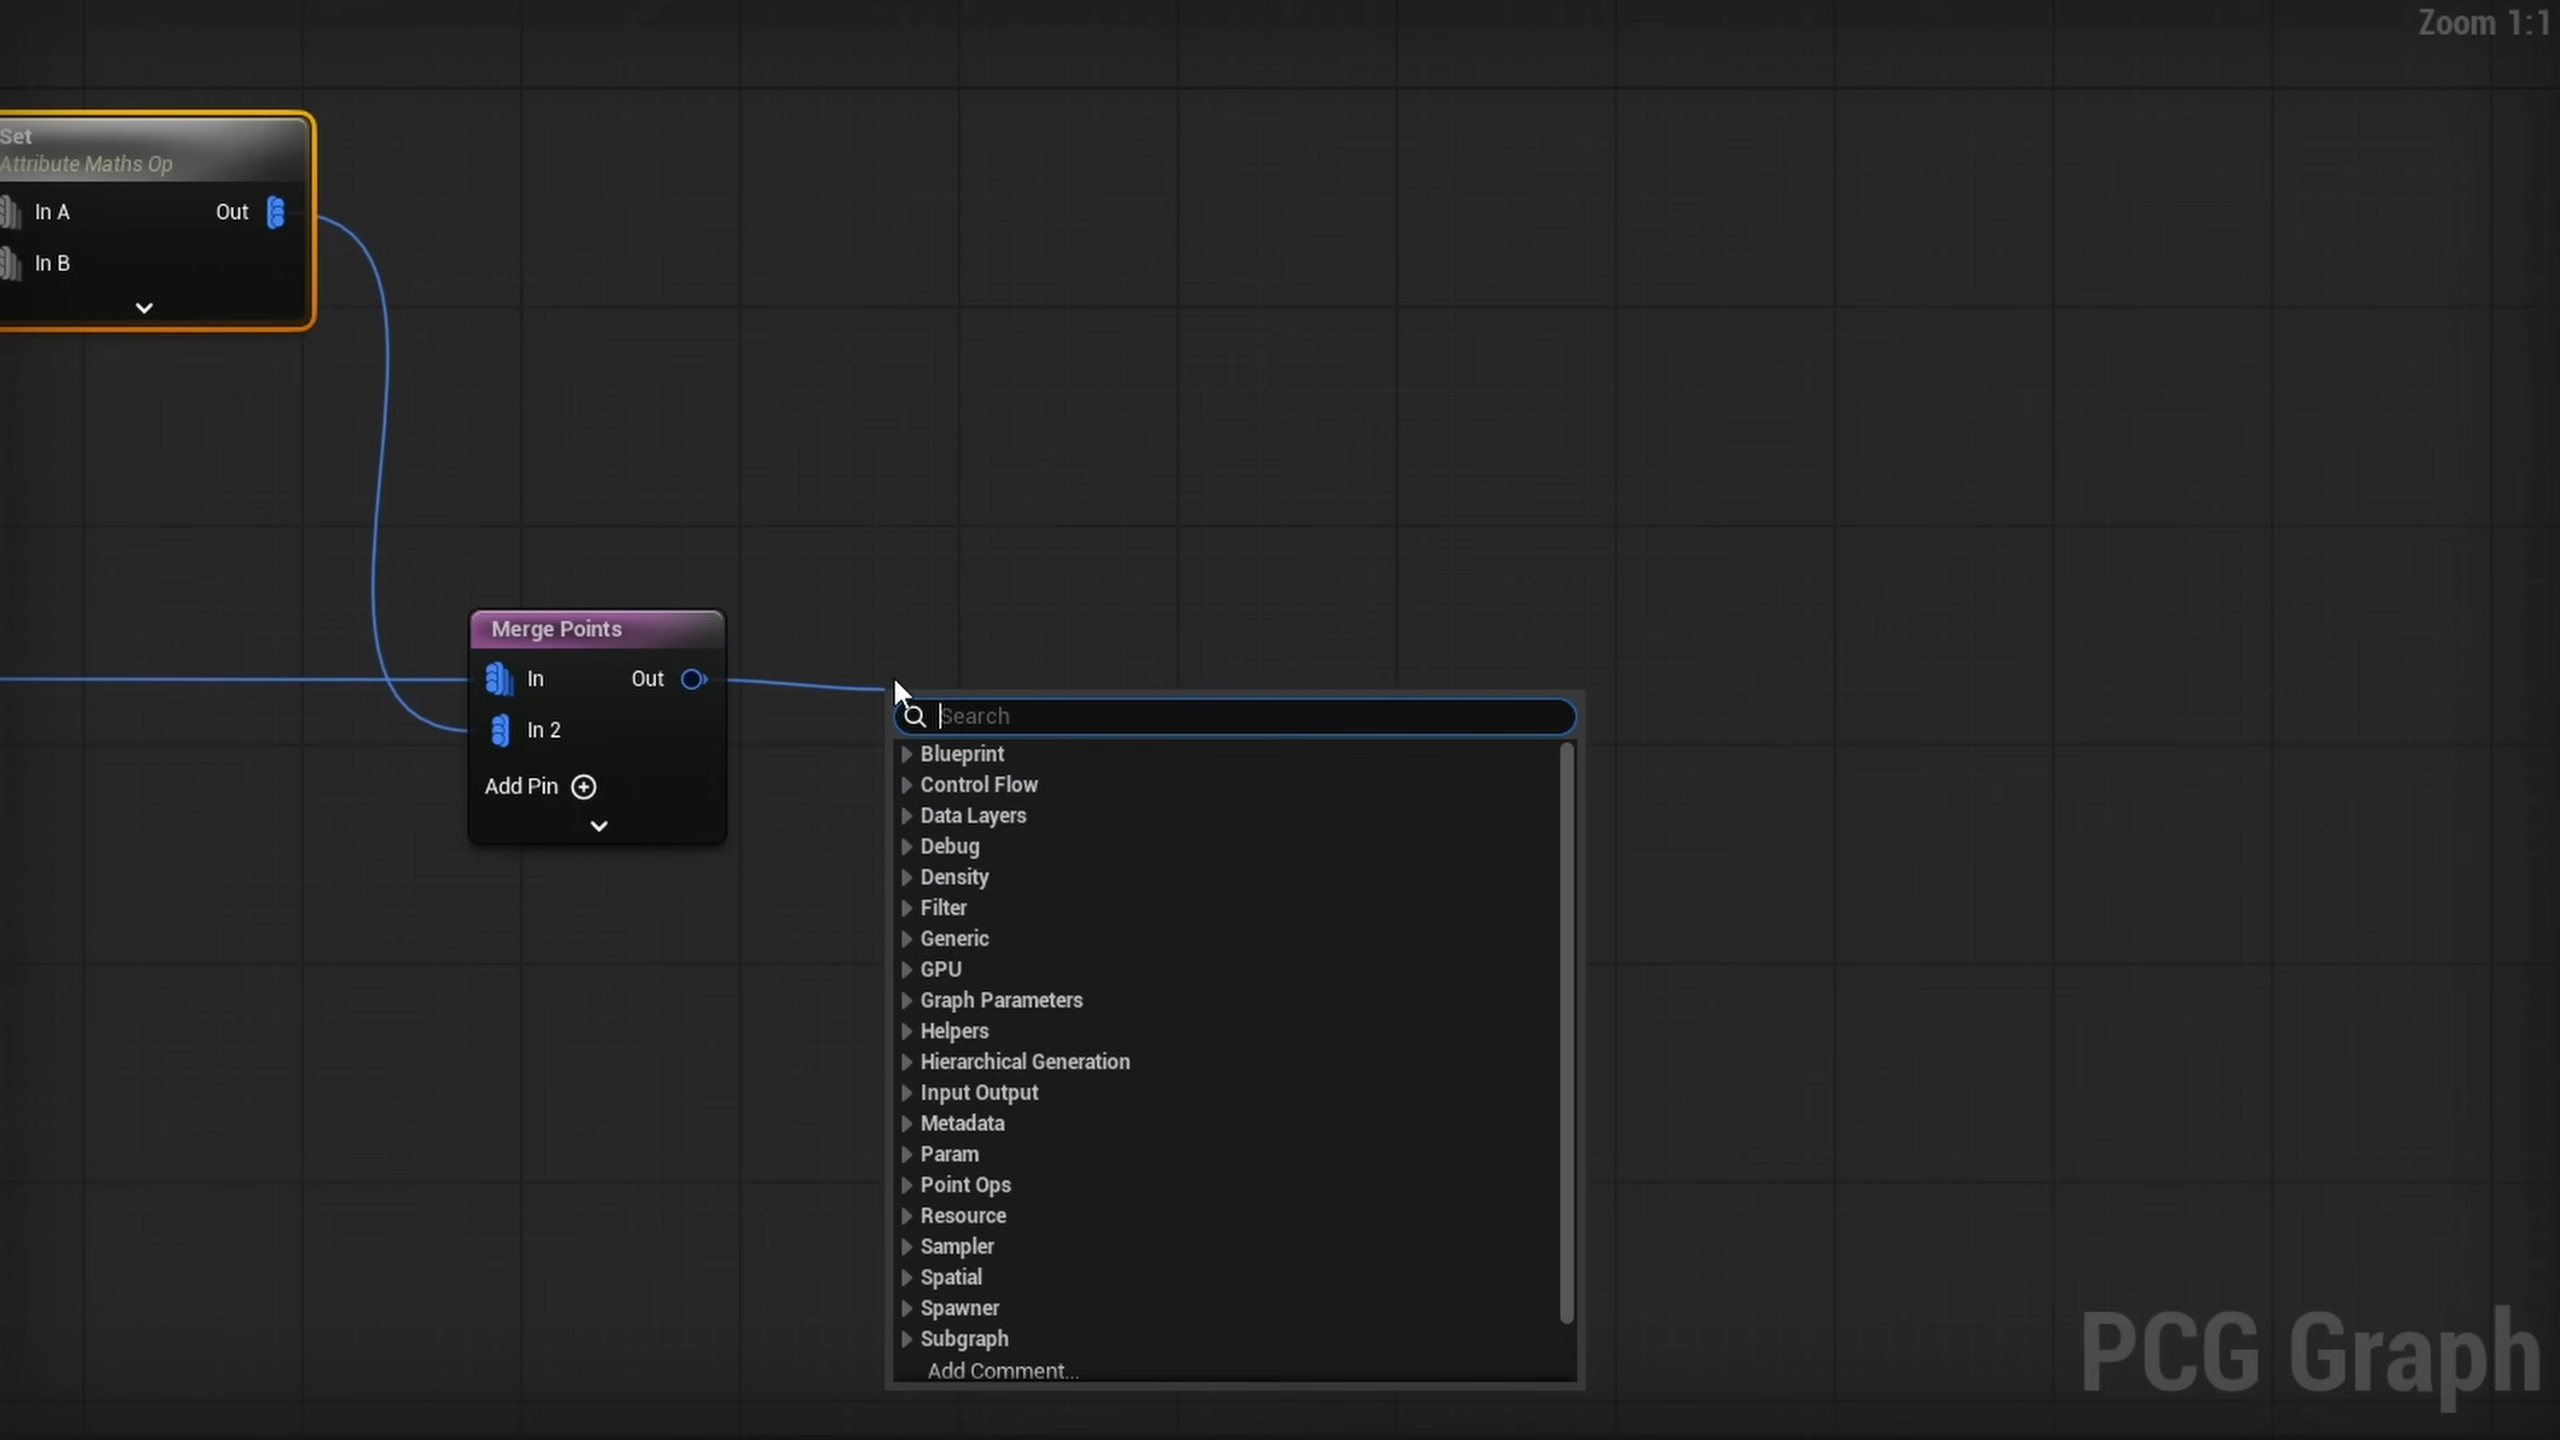 Zoom 1:1
Set
Attribute Maths Op
In A
Out
In B
Merge Points
In
Out
In 2
Add Pin
Search
Blueprint
Control Flow
Data Layers
Debug
Density
Filter
Generic
GPU
Graph Parameters
Helpers
Hierarchical Generation
Input Output
Metadata
Param
Point Ops
Resource
Sampler
Spatial
Spawner
Subgraph
Add Comment...
PCG Graph